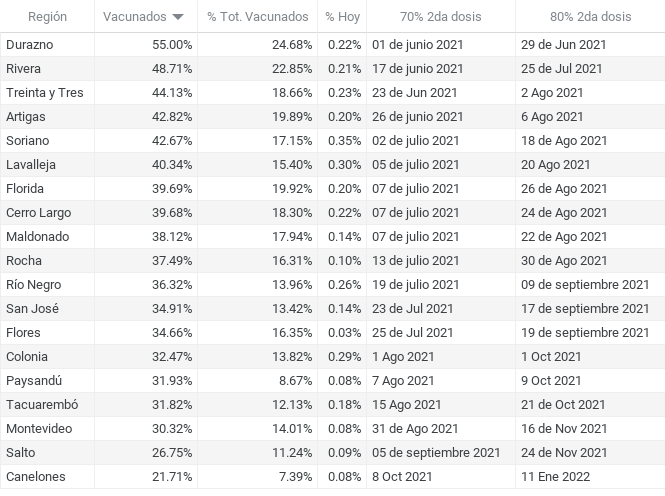 Región Vacunados % Tot. Vacunados % Hoy 70% 2da dosis 80% 2da dosis
Durazno 55.00% 24.68% 0.22% 01 de junio 2021 29 de Jun 2021
Rivera 48.71% 22.85% 0.21% 17 de junio 2021 25 de Jul 2021
Treinta y Tres 44.13% 18.66% 0.23% 23 de Jun 2021 2 Ago 2021
Artigas 42.82% 19.89% 0.20% 26 de junio 2021 6 Ago 2021
Soriano 42.67% 17.15% 0.35% 02 de julio 2021 18 de Ago 2021
Lavalleja 40.34% 15.40% 0.30% 05 de julio 2021 20 Ago 2021
Florida 39.69% 19.92% 0.20% 07 de julio 2021 26 de Ago 2021
Cerro Largo 39.68% 18.30% 0.22% 07 de julio 2021 24 de Ago 2021
Maldonado 38.12% 17.94% 0.14% 07 de julio 2021 22 de Ago 2021
Rocha 37.49% 16.31% 0.10% 13 de julio 2021 30 de Ago 2021
Río Negro 36.32% 13.96% 0.26% 19 de julio 2021 09 de septiembre 2021
San José 34.91% 13.42% 0.14% 23 de Jul 2021 17 de septiembre 2021
Flores 34.66% 16.35% 0.03% 25 de Jul 2021 19 de septiembre 2021
Colonia 32.47% 13.82% 0.29% 1 Ago 2021 1 Oct 2021
Paysandú 31.93% 8.67% 0.08% 7 Ago 2021 9 Oct 2021
Tacuarembó 31.82% 12.13% 0.18% 15 Ago 2021 21 de Oct 2021
Montevideo 30.32% 14.01% 0.08% 31 de Ago 2021 16 de Nov 2021
Salto 26.75% 11.24% 0.09% 05 de septiembre 2021 24 de Nov 2021
Canelones 21.71% 7.39% 0.08% 8 Oct 2021 11 Ene 2022